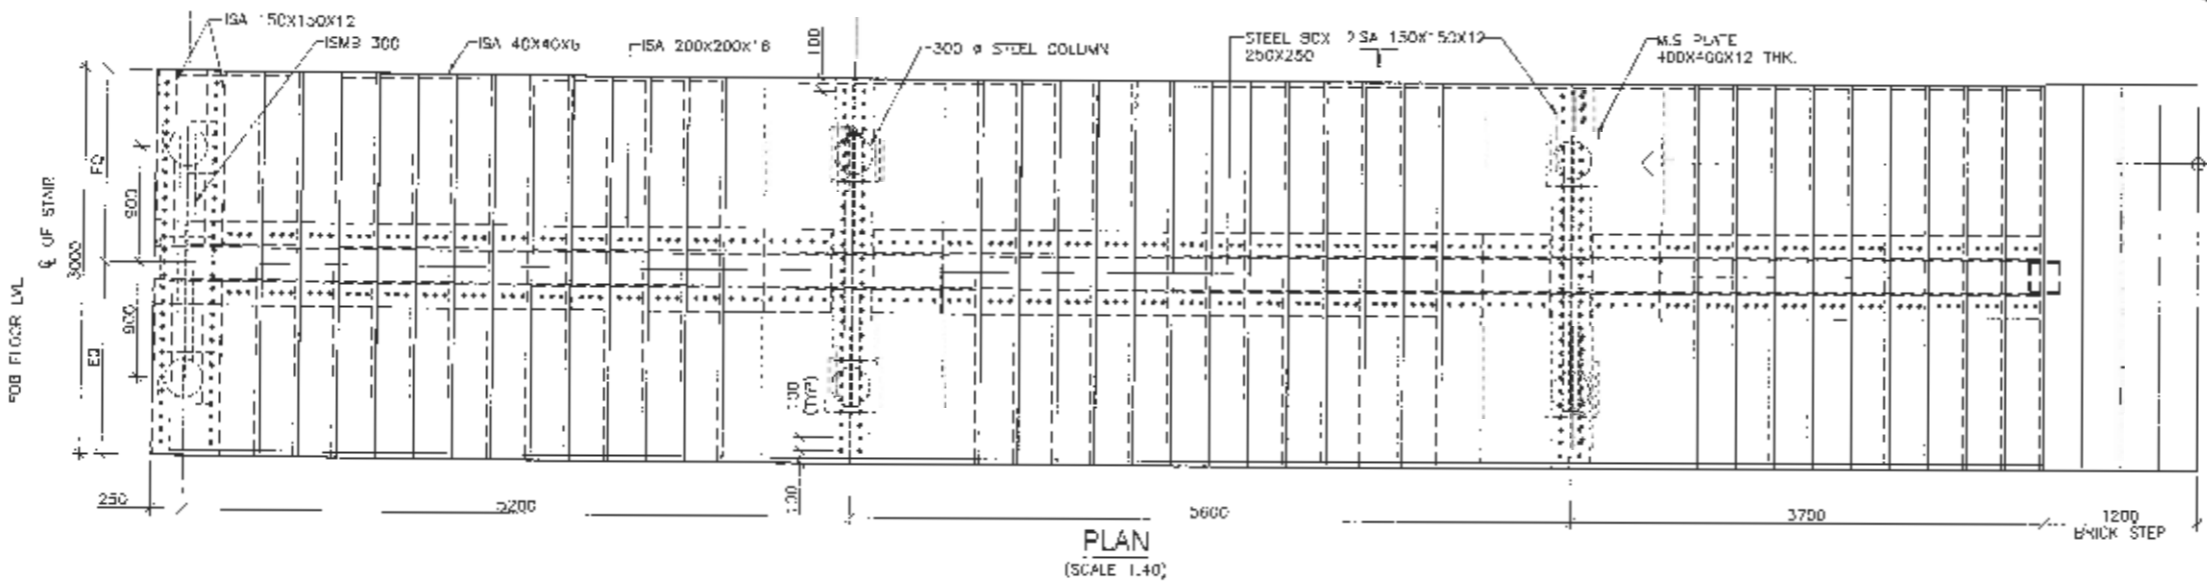 ISA 150X150X12
ISMB 300
ISA 40X40X6
ISA 200X200X16
100
300 Ø STEEL COLUMN
STEEL BOX
250X250
2 ISA 150X150X12
M.S. PLATE
400X400X12 THK.
FOB FLOOR LVL
℄ OF STAIR
3000
EQ
900
900
EQ
100
(TYP)
100
250
5200
5600
3700
1200
BRICK STEP
PLAN
(SCALE 1:40)